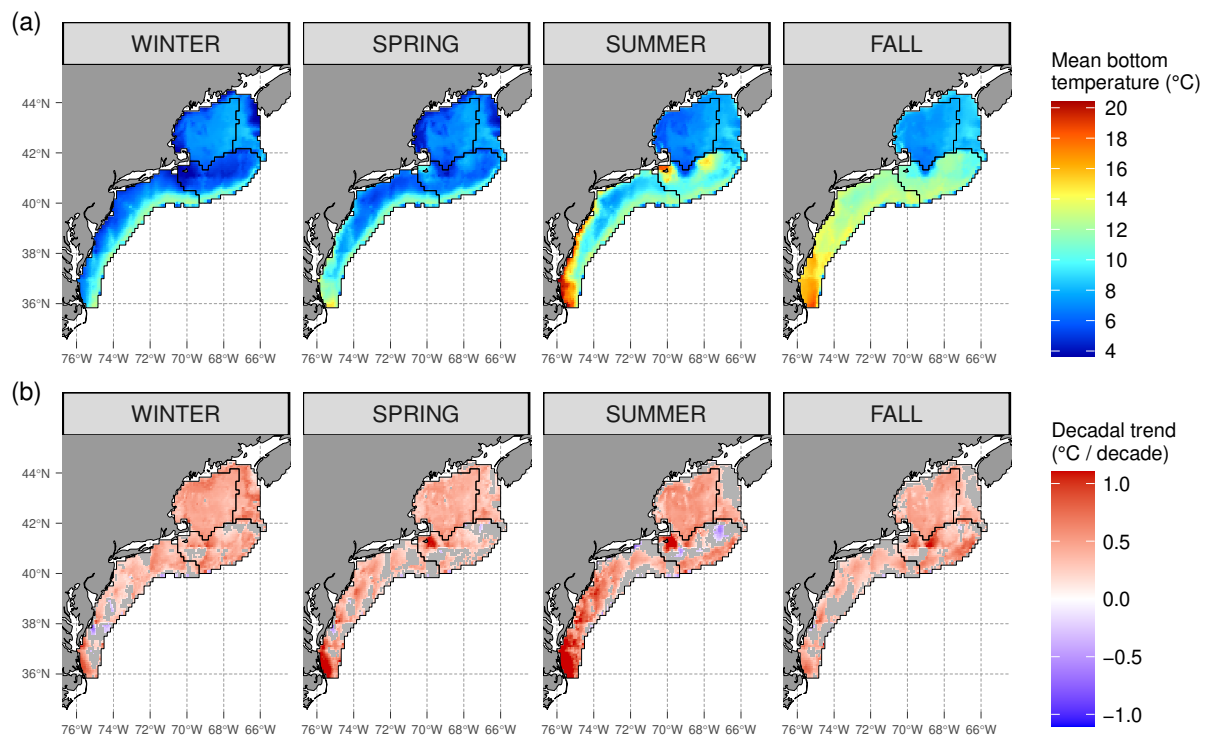 (a)
WINTER
SPRING
SUMMER
FALL
Mean bottom
temperature (°C)
44°N
42°N
40°N
38°N
36°N
20
18
16
14
12
10
8
6
4
76°W 74°W 72°W 70°W 68°W 66°W
76°W 74°W 72°W 70°W 68°W 66°W
76°W 74°W 72°W 70°W 68°W 66°W
76°W 74°W 72°W 70°W 68°W 66°W
(b)
WINTER
SPRING
SUMMER
FALL
Decadal trend
(°C / decade)
44°N
42°N
40°N
38°N
36°N
1.0
0.5
0.0
−0.5
−1.0
76°W 74°W 72°W 70°W 68°W 66°W
76°W 74°W 72°W 70°W 68°W 66°W
76°W 74°W 72°W 70°W 68°W 66°W
76°W 74°W 72°W 70°W 68°W 66°W